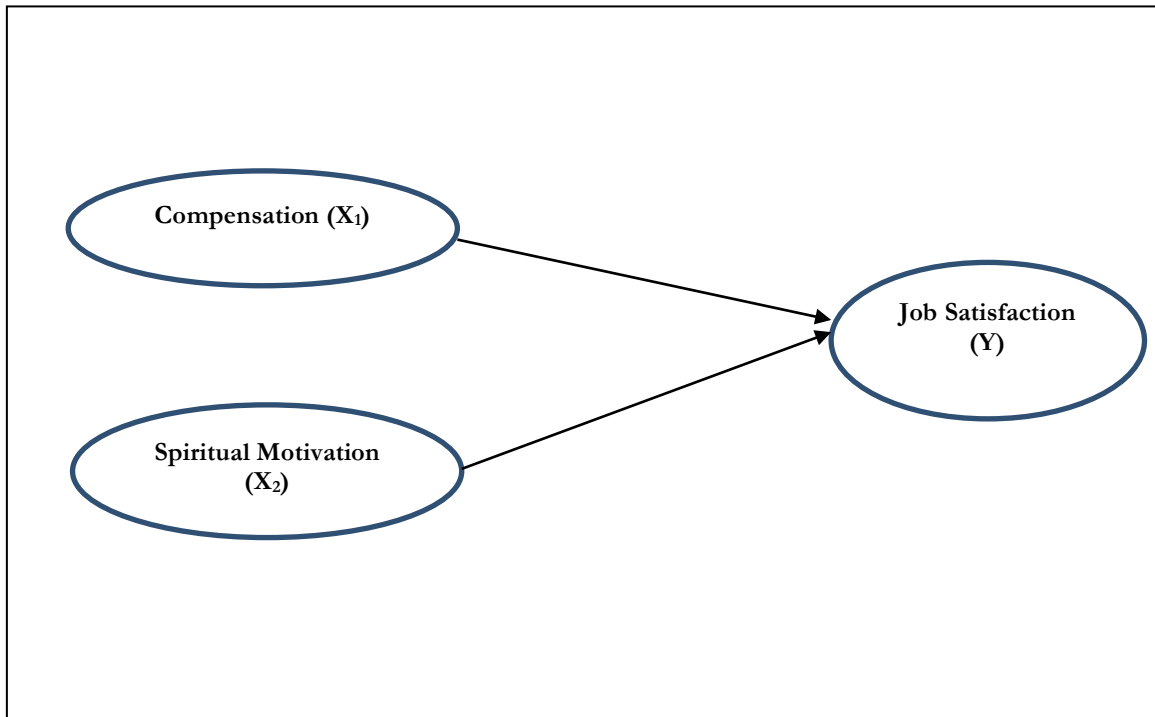 Compensation (X₁)
Job Satisfaction
(Y)
Spiritual Motivation
(X₂)